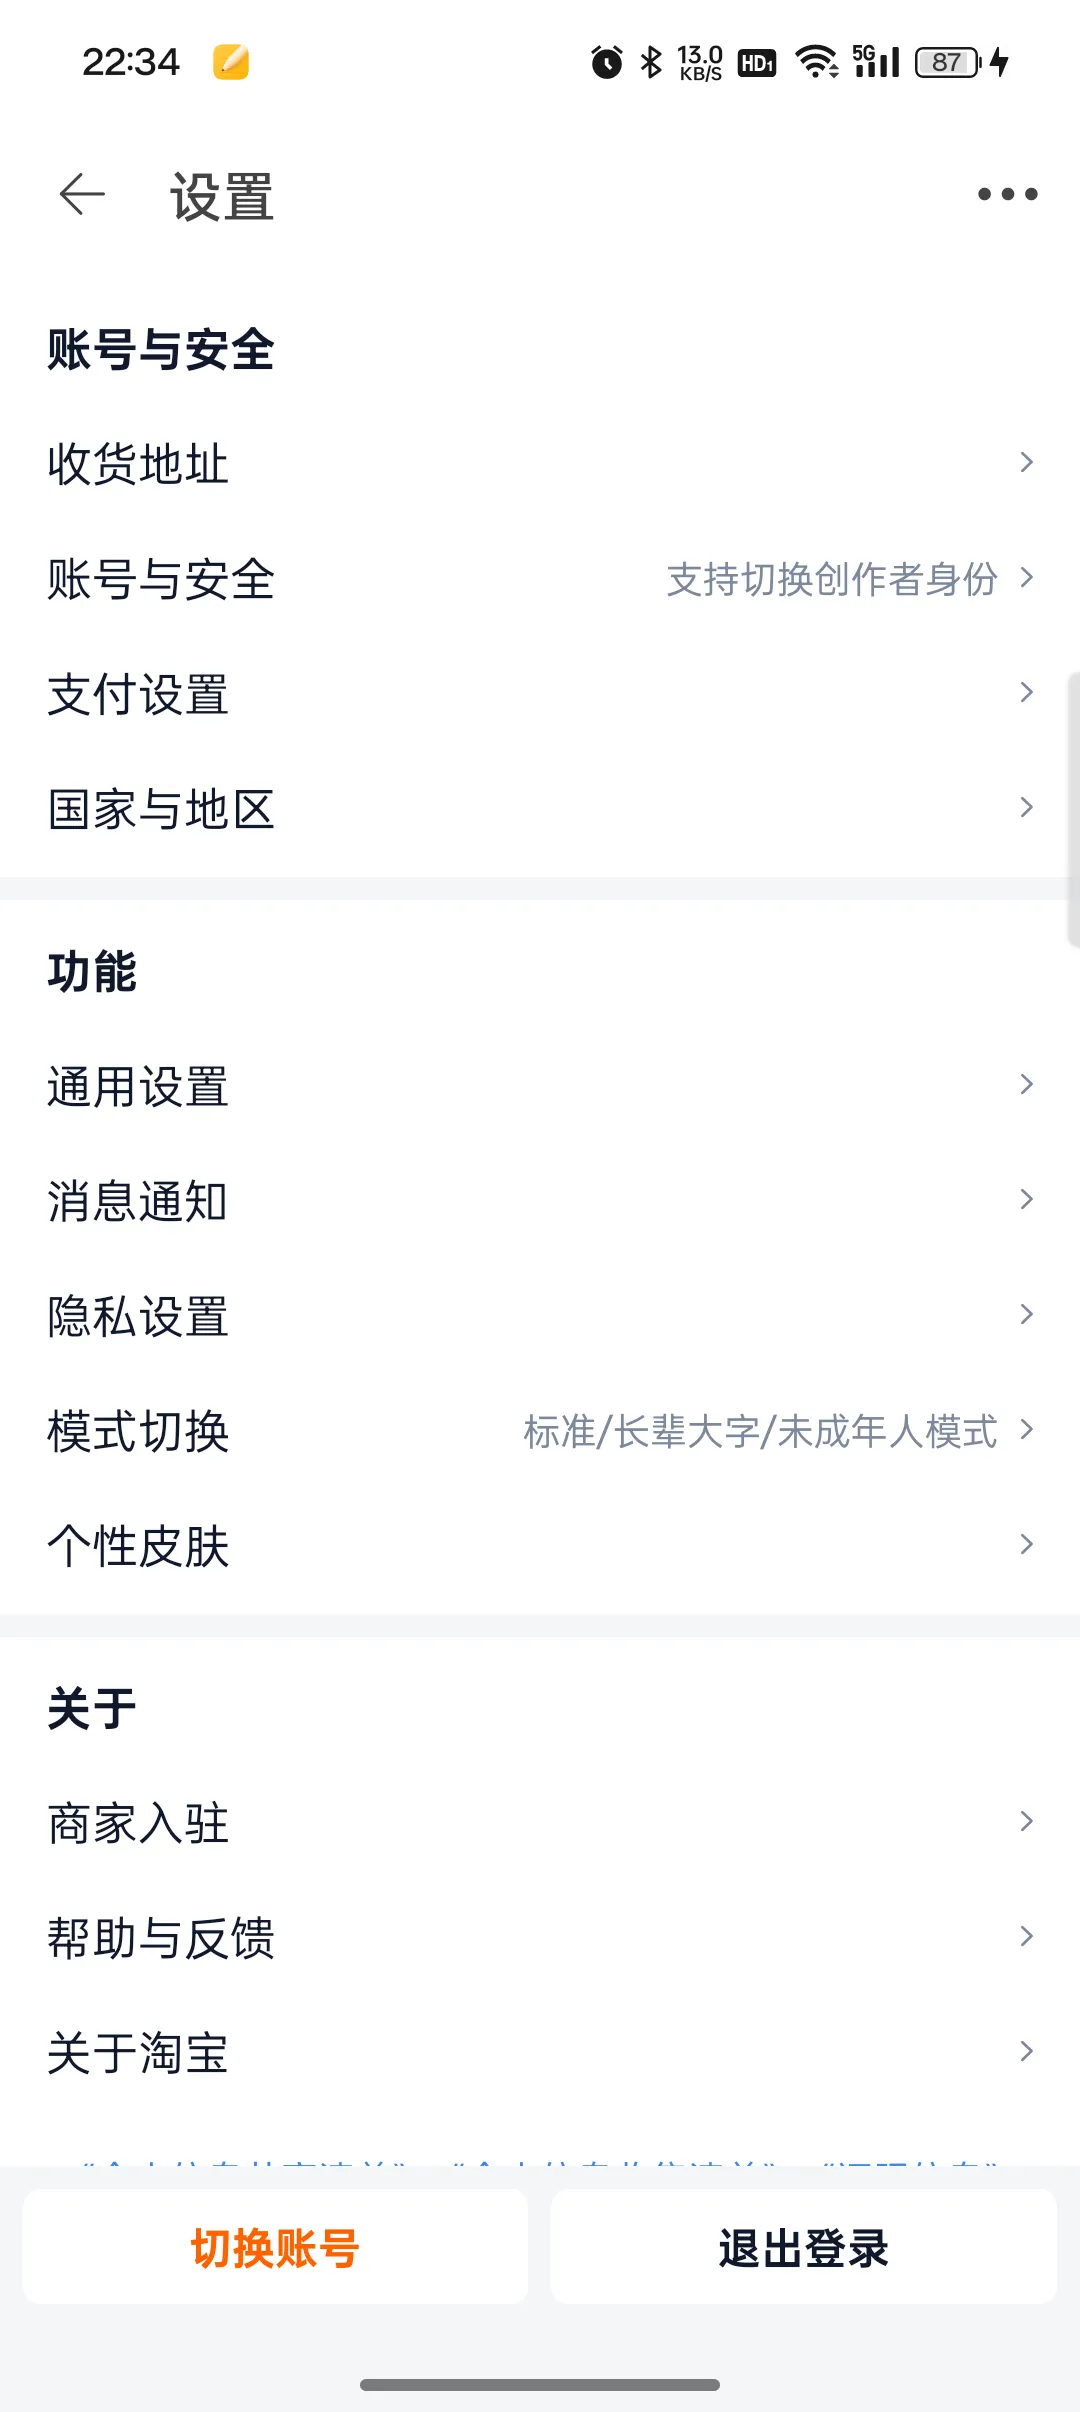 22:34
13.0 KB/S HD1 5G 87
设置
账号与安全
收货地址
账号与安全 支持切换创作者身份
支付设置
国家与地区
功能
通用设置
消息通知
隐私设置
模式切换 标准/长辈大字/未成年人模式
个性皮肤
关于
商家入驻
帮助与反馈
关于淘宝
切换账号 退出登录